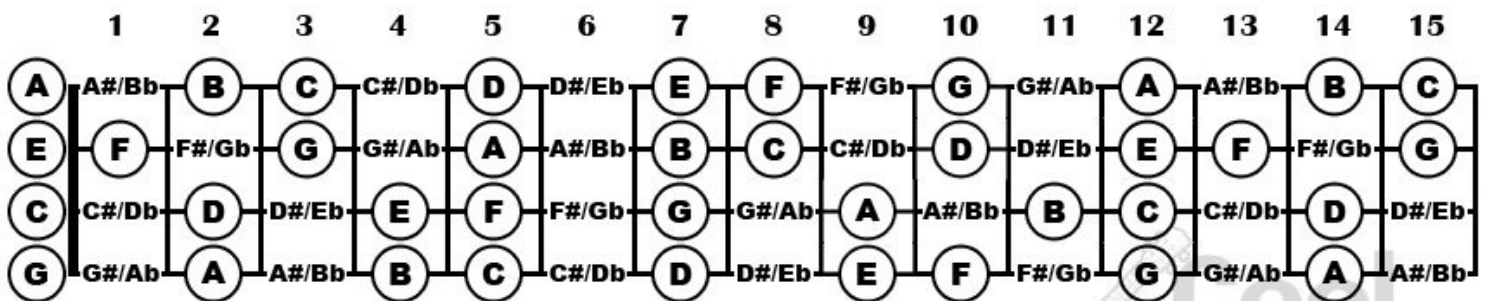 1 2 3 4 5 6 7 8 9 10 11 12 13 14 15
A A#/Bb B C C#/Db D D#/Eb E F F#/Gb G G#/Ab A A#/Bb B C
E F F#/Gb G G#/Ab A A#/Bb B C C#/Db D D#/Eb E F F#/Gb G
C C#/Db D D#/Eb E F F#/Gb G G#/Ab A A#/Bb B C C#/Db D D#/Eb
G G#/Ab A A#/Bb B C C#/Db D D#/Eb E F F#/Gb G G#/Ab A A#/Bb
Cool